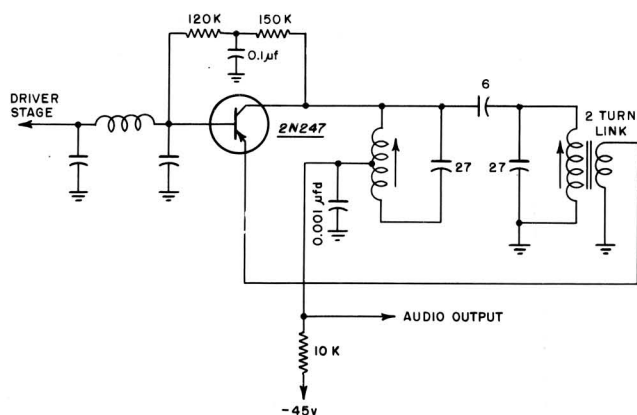 120K
150K
0.1μf
DRIVER
STAGE
2N247
6
2 TURN
LINK
27
27
0.001 μfd
AUDIO OUTPUT
10K
-45v